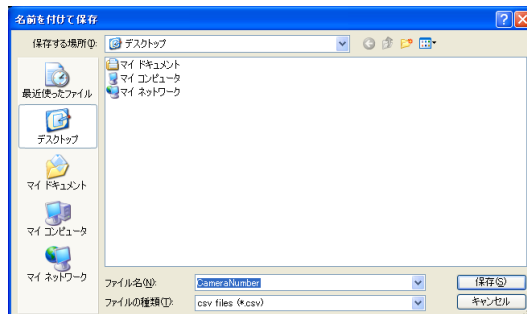 名前を付けて保存
保存する場所(I):
デスクトップ
最近使ったファイル
デスクトップ
マイ ドキュメント
マイ コンピュータ
マイ ネットワーク
マイ ドキュメント
マイ コンピュータ
マイ ネットワーク
ファイル名(N):
CameraNumber
保存(S)
ファイルの種類(T):
csv files (*.csv)
キャンセル